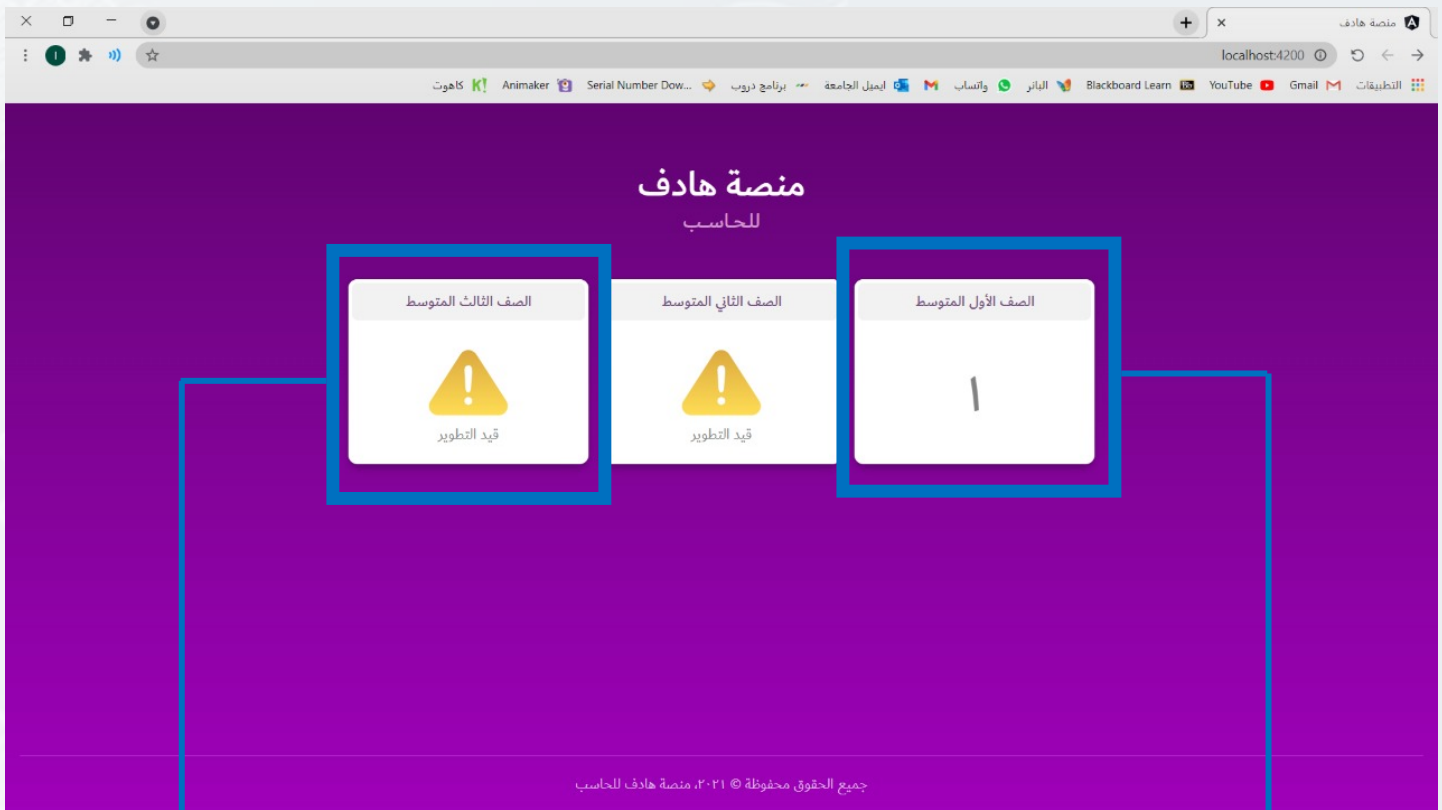 منصة هادف
localhost:4200
التطبيقات Gmail YouTube Blackboard Learn البانر واتساب ايميل الجامعة برنامج دروب Serial Number Dow... Animaker كاهوت
منصة هادف
للحاسب
الصف الأول المتوسط
١
الصف الثاني المتوسط
قيد التطوير
الصف الثالث المتوسط
قيد التطوير
جميع الحقوق محفوظة © ٢٠٢١، منصة هادف للحاسب